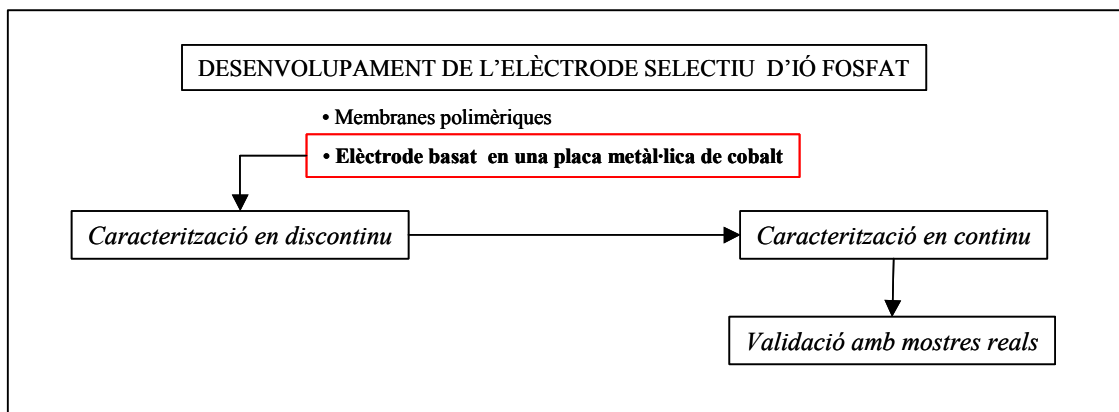 DESENVOLUPAMENT DE L'ELÈCTRODE SELECTIU D'IÓ FOSFAT
• Membranes polimèriques
• Elèctrode basat en una placa metàl·lica de cobalt
Caracterització en discontinu
Caracterització en continu
Validació amb mostres reals